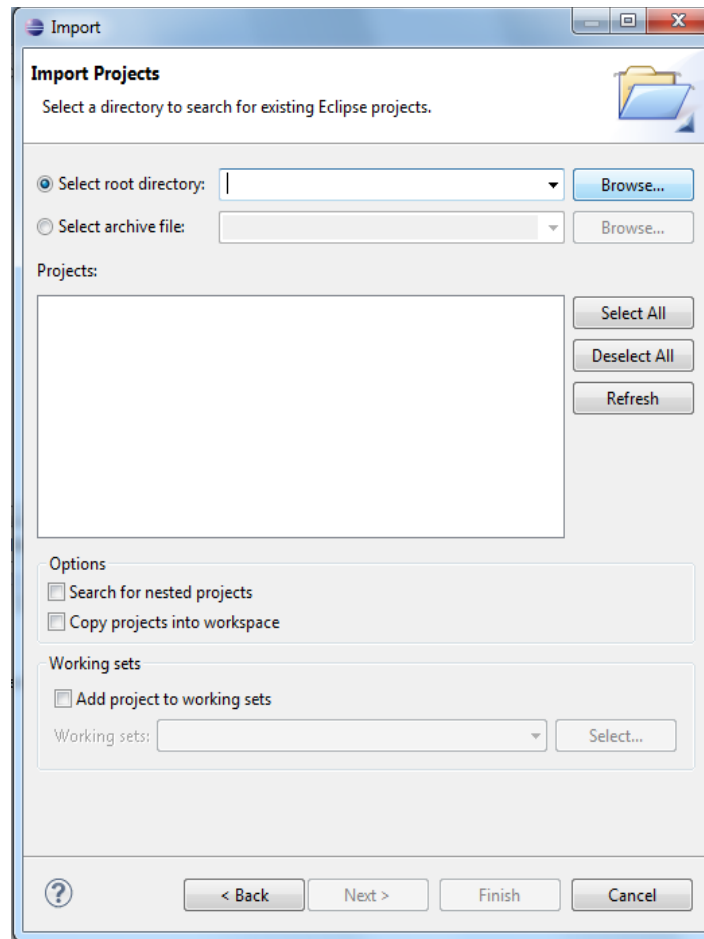 Import
Import Projects
Select a directory to search for existing Eclipse projects.
Select root directory: Browse...
Select archive file: Browse...
Projects:
Select All
Deselect All
Refresh
Options
Search for nested projects
Copy projects into workspace
Working sets
Add project to working sets
Working sets: Select...
? < Back Next > Finish Cancel